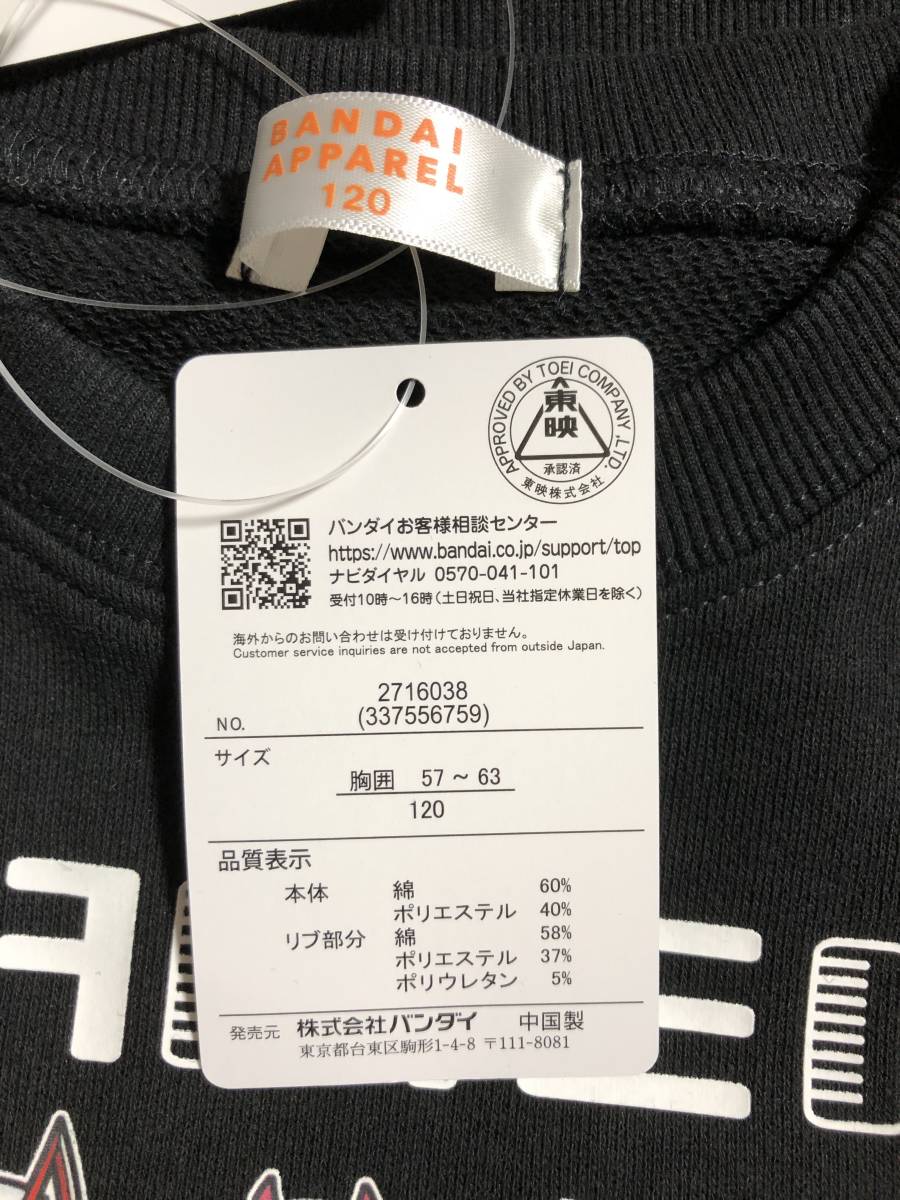 BANDAI
APPAREL
120
APPROVED BY TOEI COMPANY, LTD.
東映
承認済
東映株式会社
バンダイお客様相談センター
https://www.bandai.co.jp/support/top
ナビダイヤル 0570-041-101
受付10時～16時（土日祝日、当社指定休業日を除く）
海外からのお問い合わせは受け付けておりません。
Customer service inquiries are not accepted from outside Japan.
NO. 2716038
(337556759)
サイズ
胸囲 57 ～ 63
120
品質表示
本体 綿 60%
ポリエステル 40%
リブ部分 綿 58%
ポリエステル 37%
ポリウレタン 5%
発売元 株式会社バンダイ 中国製
東京都台東区駒形1-4-8 〒111-8081